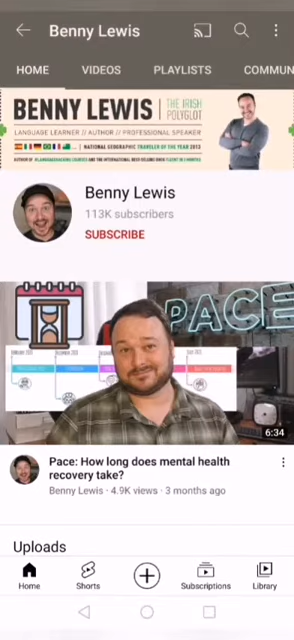 Benny Lewis
HOME VIDEOS PLAYLISTS COMMUN
BENNY LEWIS THE IRISH
POLYGLOT
LANGUAGE LEARNER // AUTHOR // PROFESSIONAL SPEAKER
NATIONAL GEOGRAPHIC TRAVELER OF THE YEAR 2013
Benny Lewis
113K subscribers
SUBSCRIBE
PACE
6:34
Pace: How long does mental health
recovery take?
Benny Lewis · 4.9K views · 3 months ago
Uploads
Home Shorts Subscriptions Library